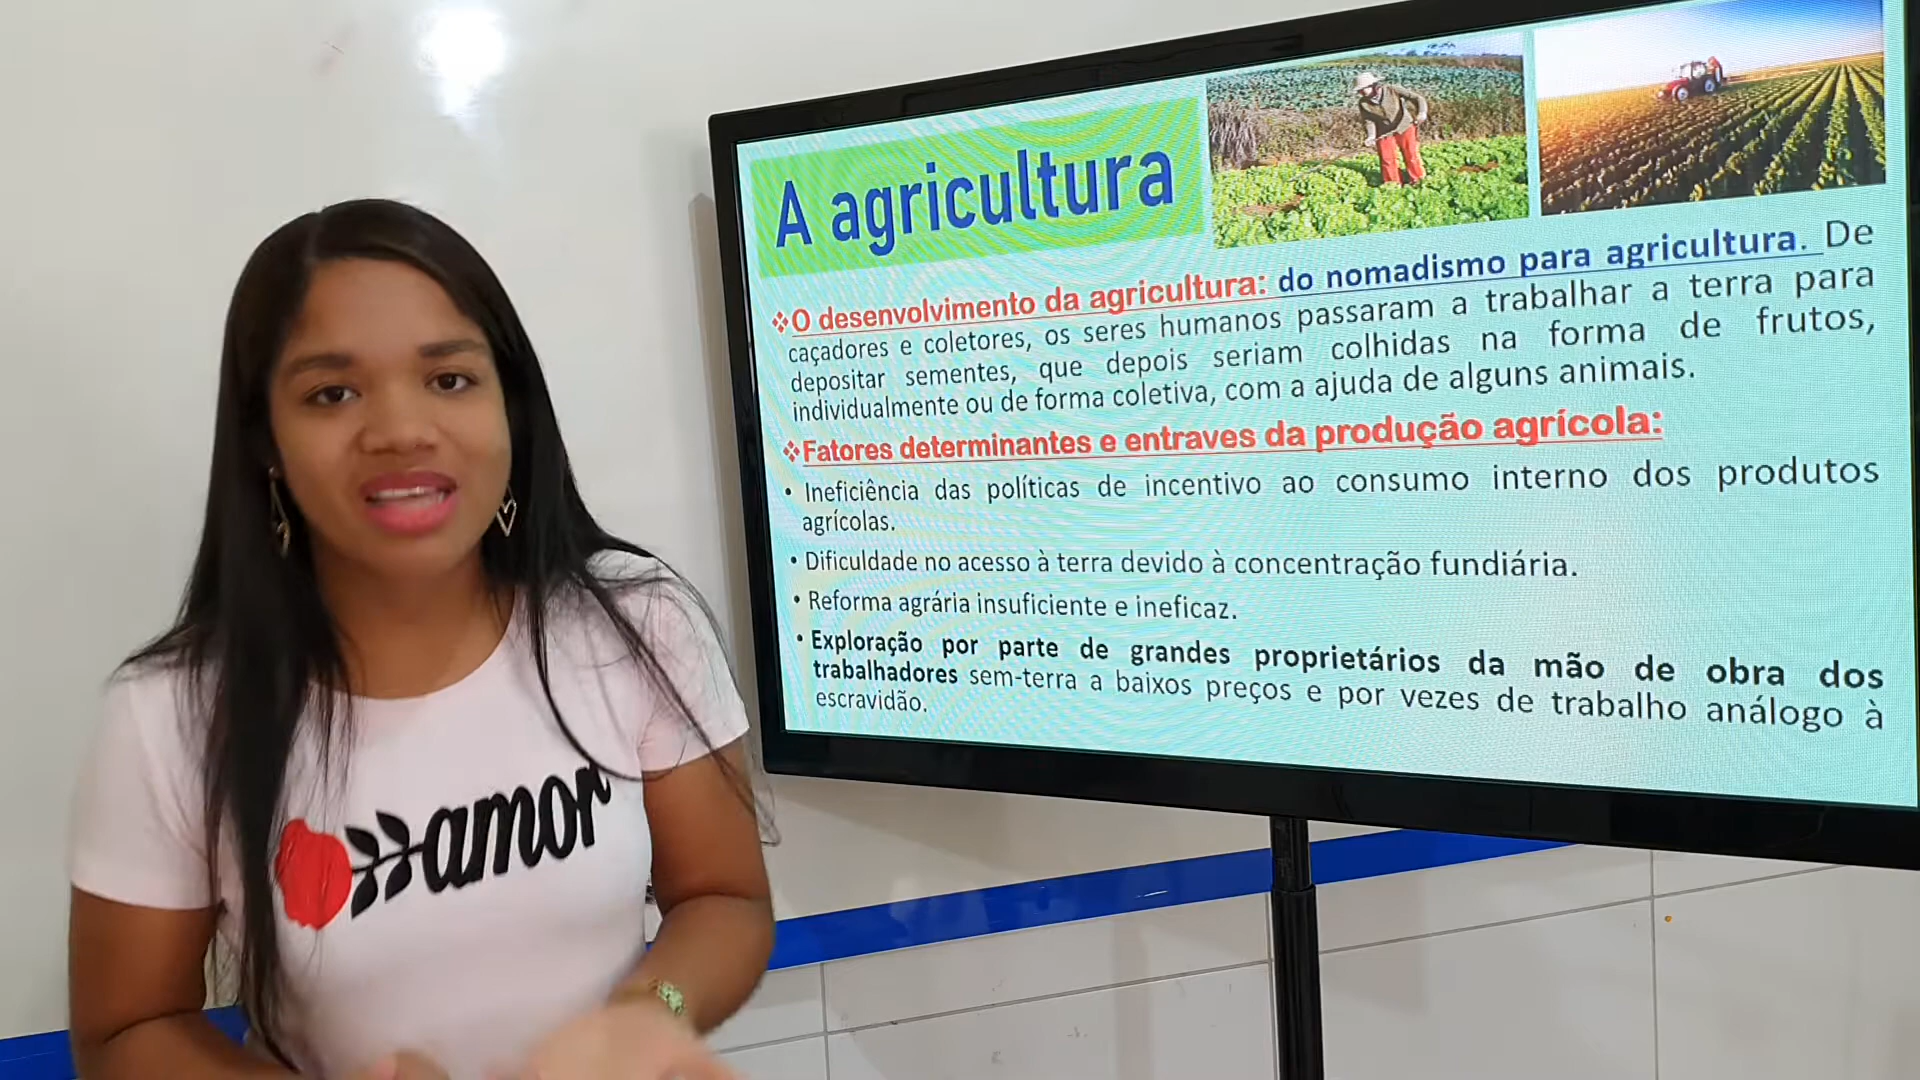 A agricultura
❖O desenvolvimento da agricultura: do nomadismo para agricultura. De
caçadores e coletores, os seres humanos passaram a trabalhar a terra para
depositar sementes, que depois seriam colhidas na forma de frutos,
individualmente ou de forma coletiva, com a ajuda de alguns animais.
❖Fatores determinantes e entraves da produção agrícola:
• Ineficiência das políticas de incentivo ao consumo interno dos produtos
agrícolas.
• Dificuldade no acesso à terra devido à concentração fundiária.
• Reforma agrária insuficiente e ineficaz.
• Exploração por parte de grandes proprietários da mão de obra dos
trabalhadores sem-terra a baixos preços e por vezes de trabalho análogo à
escravidão.
amor